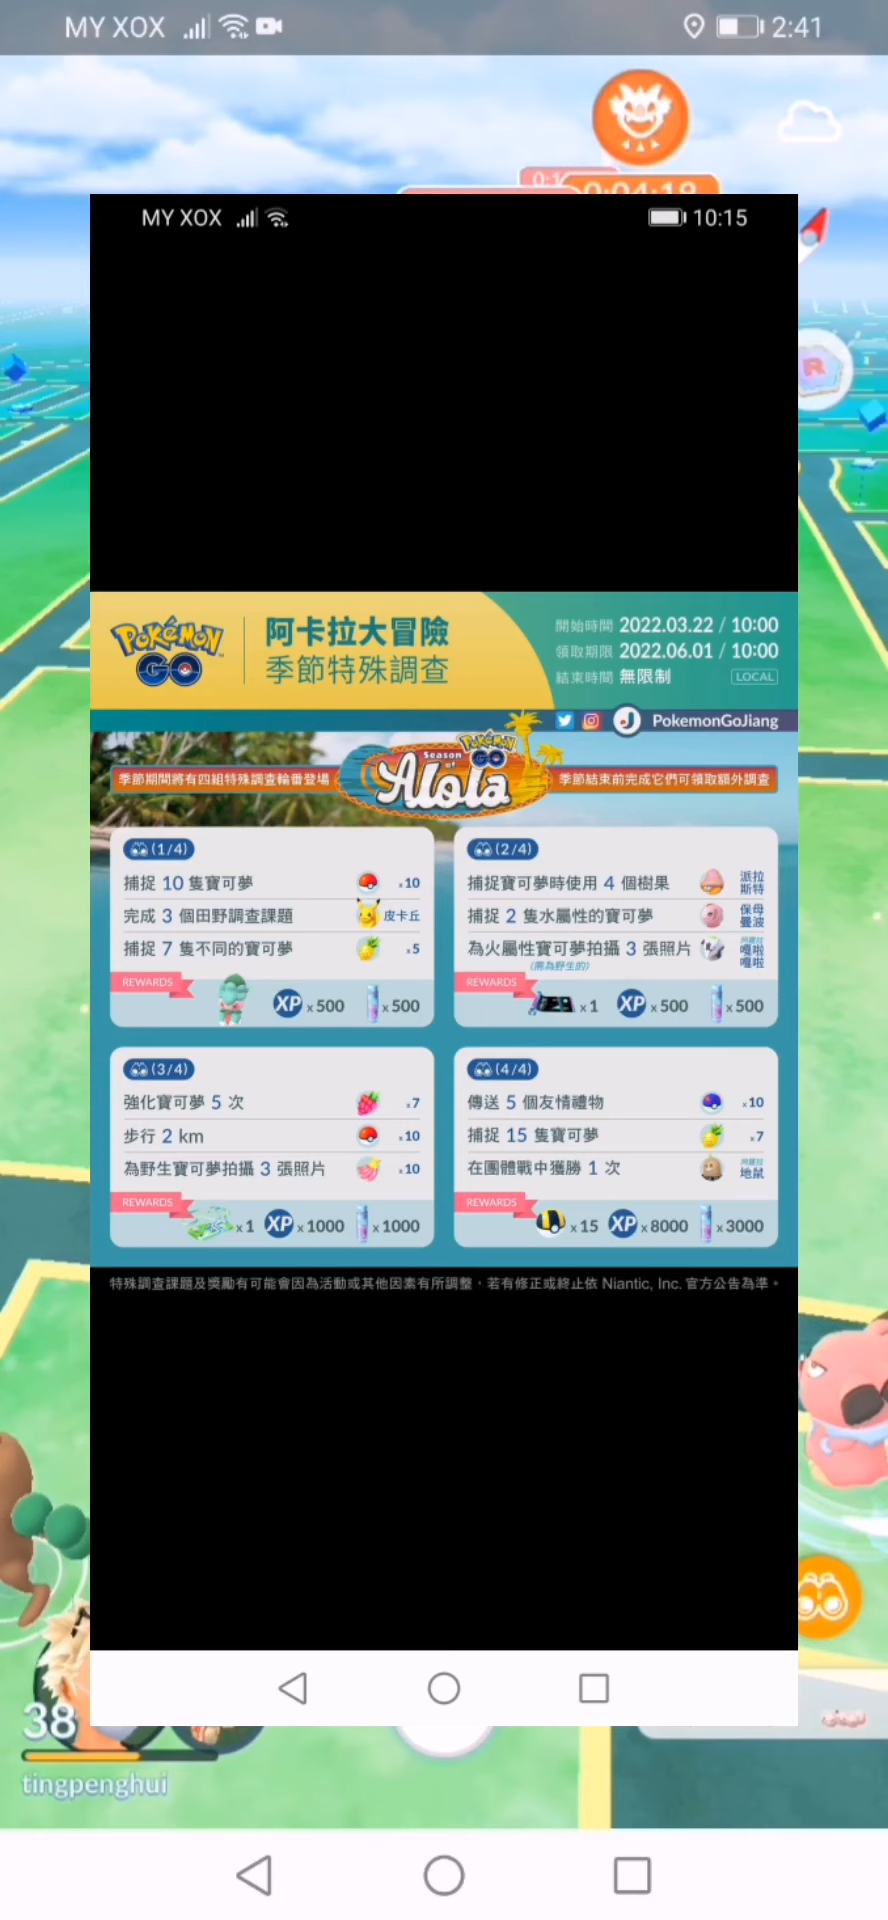 MY XOX 2:41
0:1
0:04:19
MY XOX 10:15
POKÉMON GO
阿卡拉大冒險
季節特殊調查
開始時間 2022.03.22 / 10:00
領取期限 2022.06.01 / 10:00
結束時間 無限制 LOCAL
J PokemonGoJiang
R
季節期間將有四組特殊調查輪番登場
POKÉMON GO
Season of
Alola
季節結束前完成它們可領取額外調查
(1/4)
捕捉 10 隻寶可夢 x10
完成 3 個田野調查課題 皮卡丘
捕捉 7 隻不同的寶可夢 x5
REWARDS
XP x500 x500
(2/4)
捕捉寶可夢時使用 4 個樹果 派拉斯特
捕捉 2 隻水屬性的寶可夢 保母曼波
為火屬性寶可夢拍攝 3 張照片 阿羅拉 嘎啦嘎啦
(需為野生的)
REWARDS
x1 XP x500 x500
(3/4)
強化寶可夢 5 次 x7
步行 2 km x10
為野生寶可夢拍攝 3 張照片 x10
REWARDS
x1 XP x1000 x1000
(4/4)
傳送 5 個友情禮物 x10
捕捉 15 隻寶可夢 x7
在團體戰中獲勝 1 次 阿羅拉 地鼠
REWARDS
x15 XP x8000 x3000
特殊調查課題及獎勵有可能會因為活動或其他因素有所調整，若有修正或終止依 Niantic, Inc. 官方公告為準。
38
tingpenghui